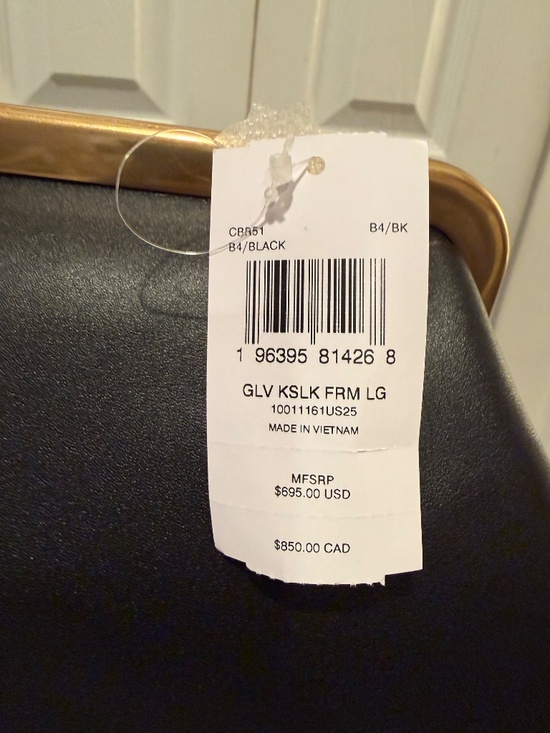 CBB51 B4/BK
B4/BLACK
1 96395 81426 8
GLV KSLK FRM LG
10011161US25
MADE IN VIETNAM
MFSRP
$695.00 USD
$850.00 CAD